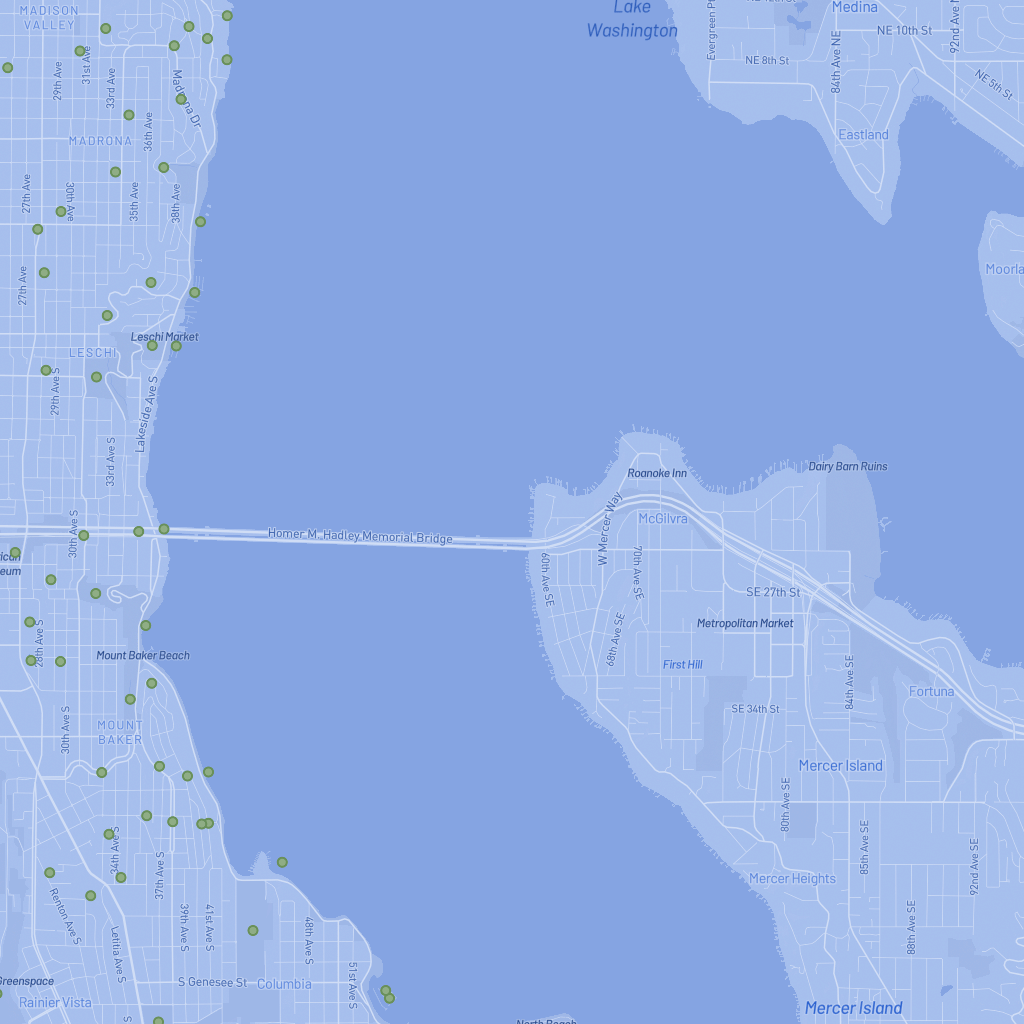 MADISON
VALLEY
Lake
Washington
Medina
NE 10th St
92nd Ave N
Evergreen Pt
84th Ave NE
NE 8th St
NE 5th St
31st Ave
29th Ave
33rd Ave
Madrona Dr
36th Ave
MADRONA
Eastland
27th Ave
30th Ave
35th Ave
38th Ave
27th Ave
Moorla
Leschi Market
LESCHI
29th Ave S
Lakeside Ave S
33rd Ave S
Roanoke Inn
Dairy Barn Ruins
W Mercer Way
McGilvra
30th Ave S
Homer M. Hadley Memorial Bridge
ican
eum
60th Ave SE
70th Ave SE
SE 27th St
28th Ave S
68th Ave SE
Metropolitan Market
Mount Baker Beach
First Hill
84th Ave SE
Fortuna
30th Ave S
MOUNT
BAKER
SE 34th St
Mercer Island
80th Ave SE
34th Ave S
37th Ave S
85th Ave SE
92nd Ave SE
Mercer Heights
Renton Ave S
39th Ave S
41st Ave S
48th Ave S
88th Ave SE
Letitia Ave S
51st Ave S
Greenspace
S Genesee St
Columbia
Rainier Vista
Mercer Island
S
North Beach